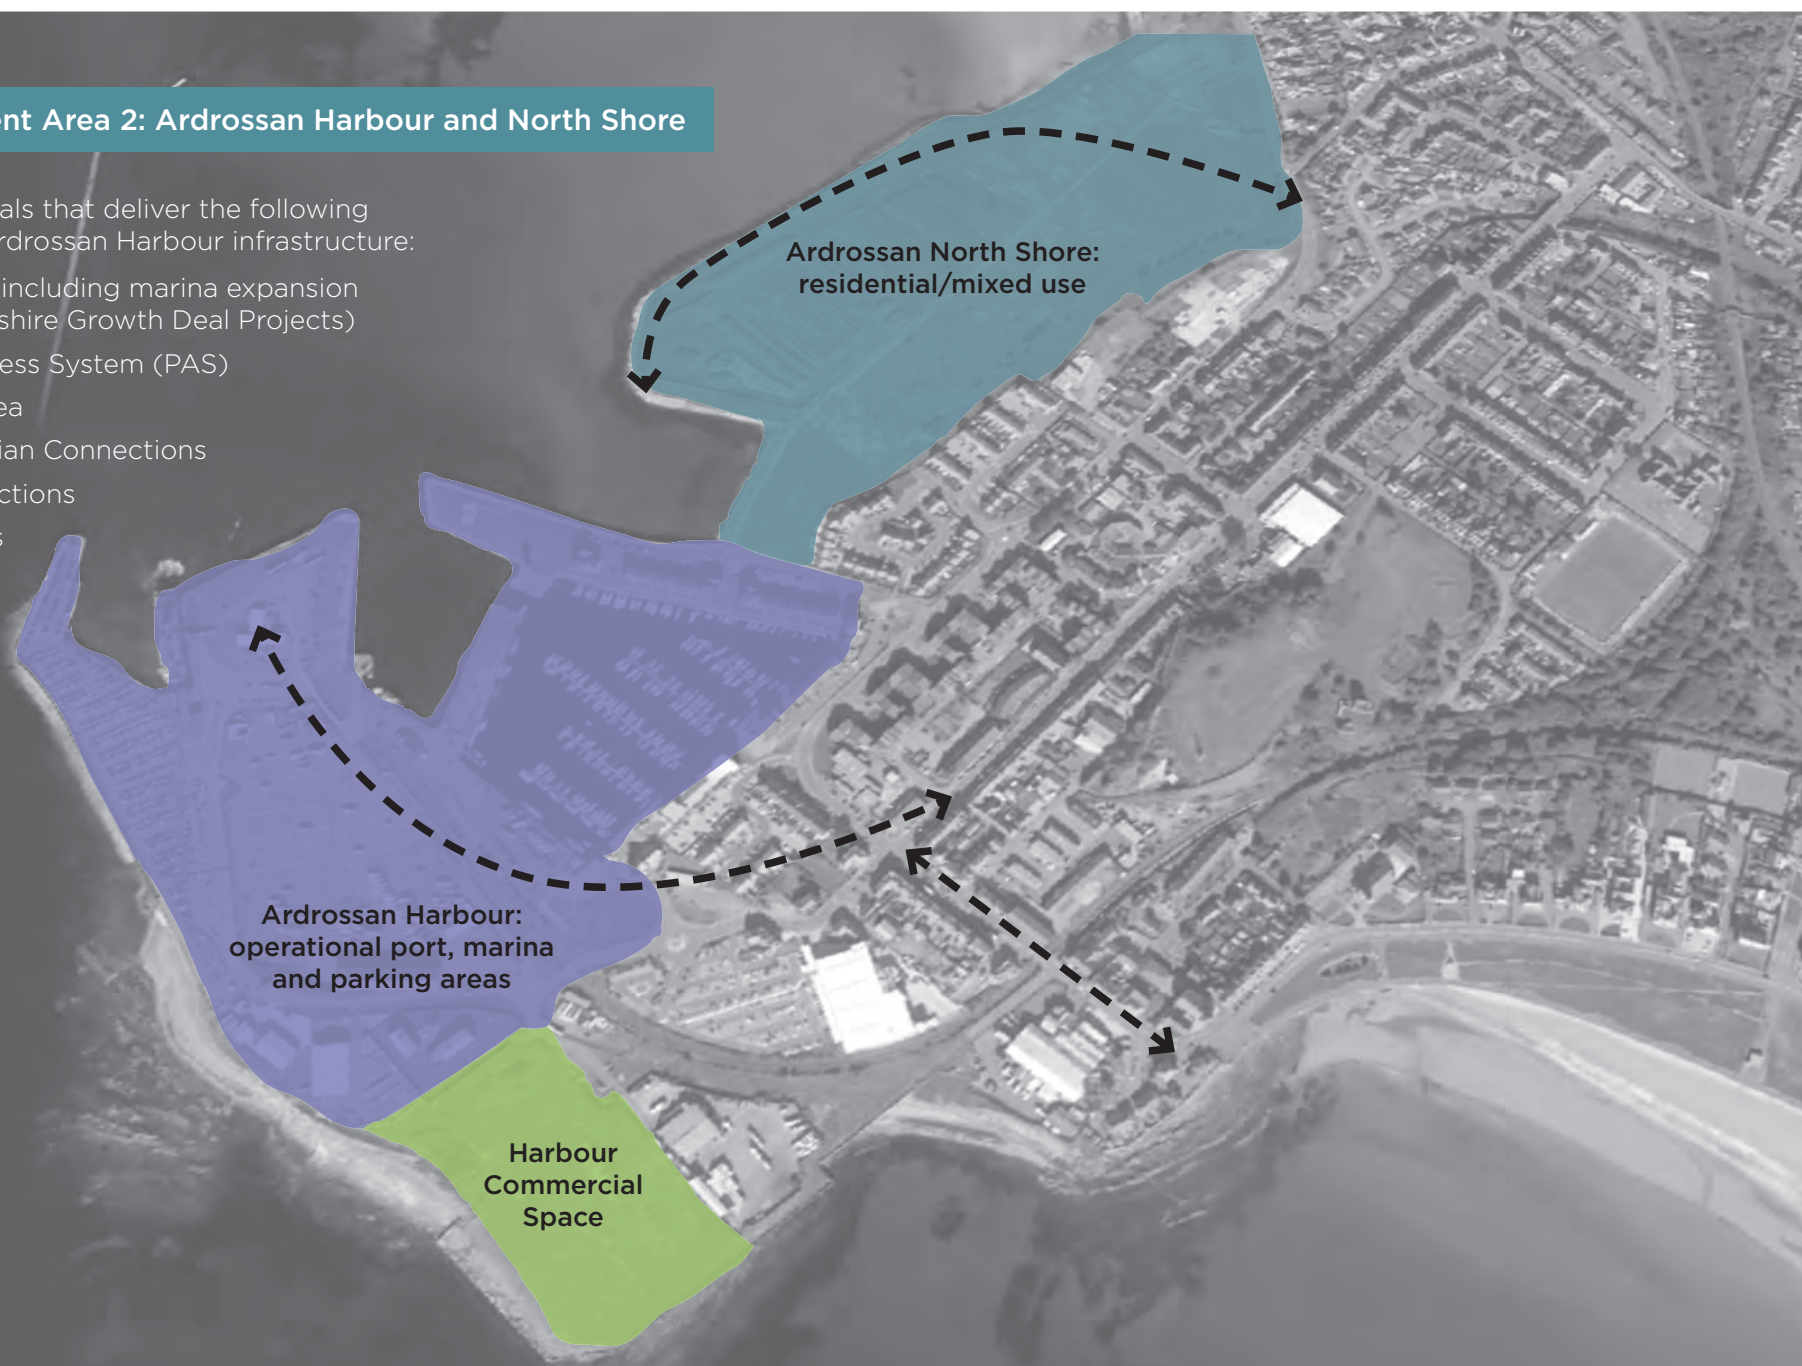 ent Area 2: Ardrossan Harbour and North Shore
als that deliver the following
rdrossan Harbour infrastructure:
including marina expansion
shire Growth Deal Projects)
ess System (PAS)
ea
ian Connections
ctions
s
Ardrossan North Shore:
residential/mixed use
Ardrossan Harbour:
operational port, marina
and parking areas
Harbour
Commercial
Space